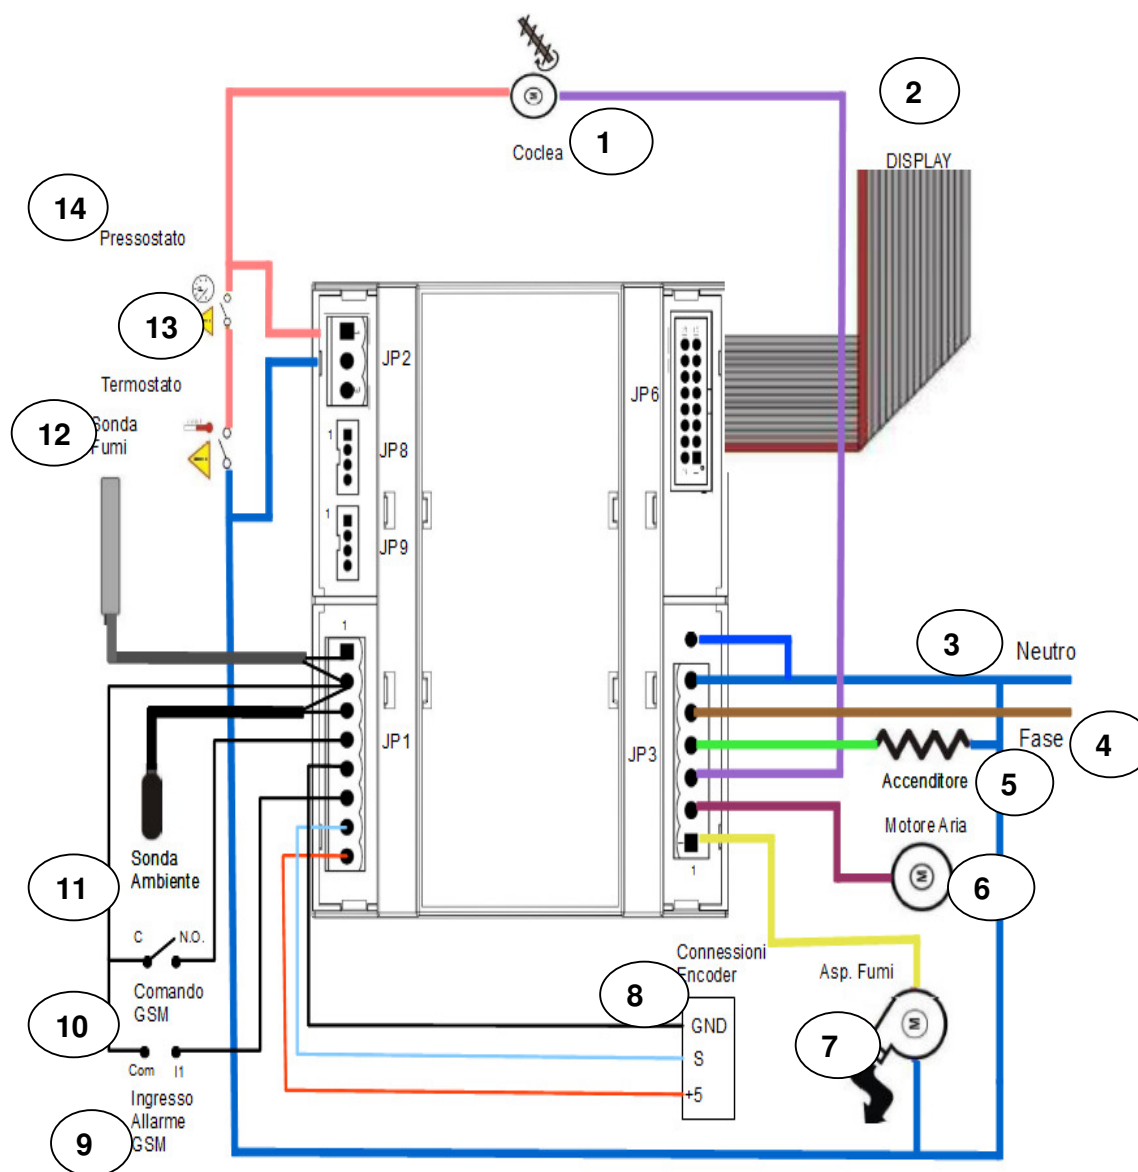 2
1
Coclea
DISPLAY
14
Pressostato
13
JP2
JP6
Termostato
12
Sonda
Fumi
1
JP8
1
JP9
1
3
Neutro
JP1
JP3
Fase
4
Accenditore
5
Motore Aria
M
6
Sonda
Ambiente
11
1
C
N.O.
Comando
GSM
10
Com
I1
Ingresso
Allarme
GSM
9
Connessioni
Encoder
8
GND
S
+5
Asp. Fumi
M
7
M